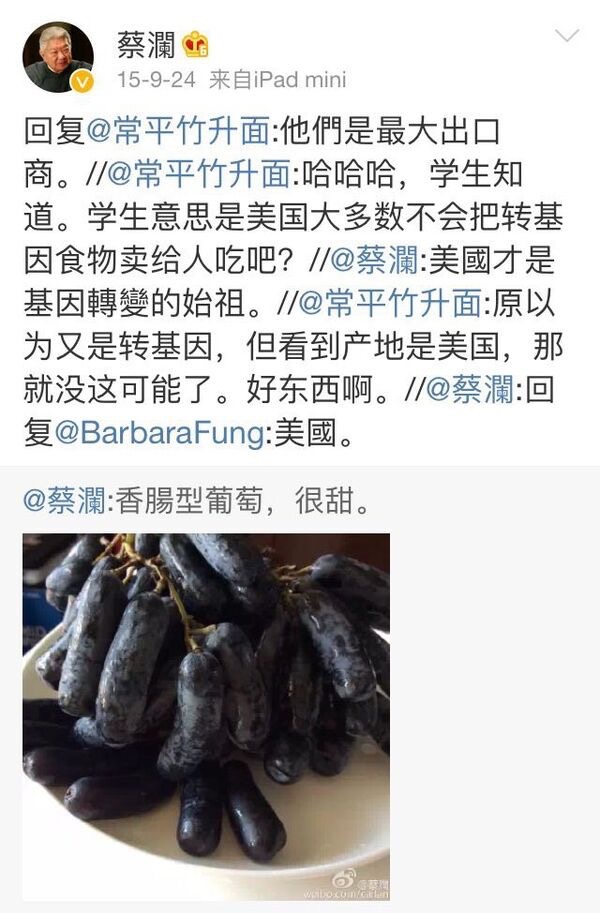 蔡瀾
15-9-24 来自iPad mini
回复@常平竹升面:他們是最大出口
商。//@常平竹升面:哈哈哈，学生知
道。学生意思是美国大多数不会把转基
因食物卖给人吃吧？//@蔡瀾:美國才是
基因轉變的始祖。//@常平竹升面:原以
为又是转基因，但看到产地是美国，那
就没这可能了。好东西啊。//@蔡瀾:回
复@BarbaraFung:美國。
@蔡瀾:香腸型葡萄，很甜。
@蔡瀾